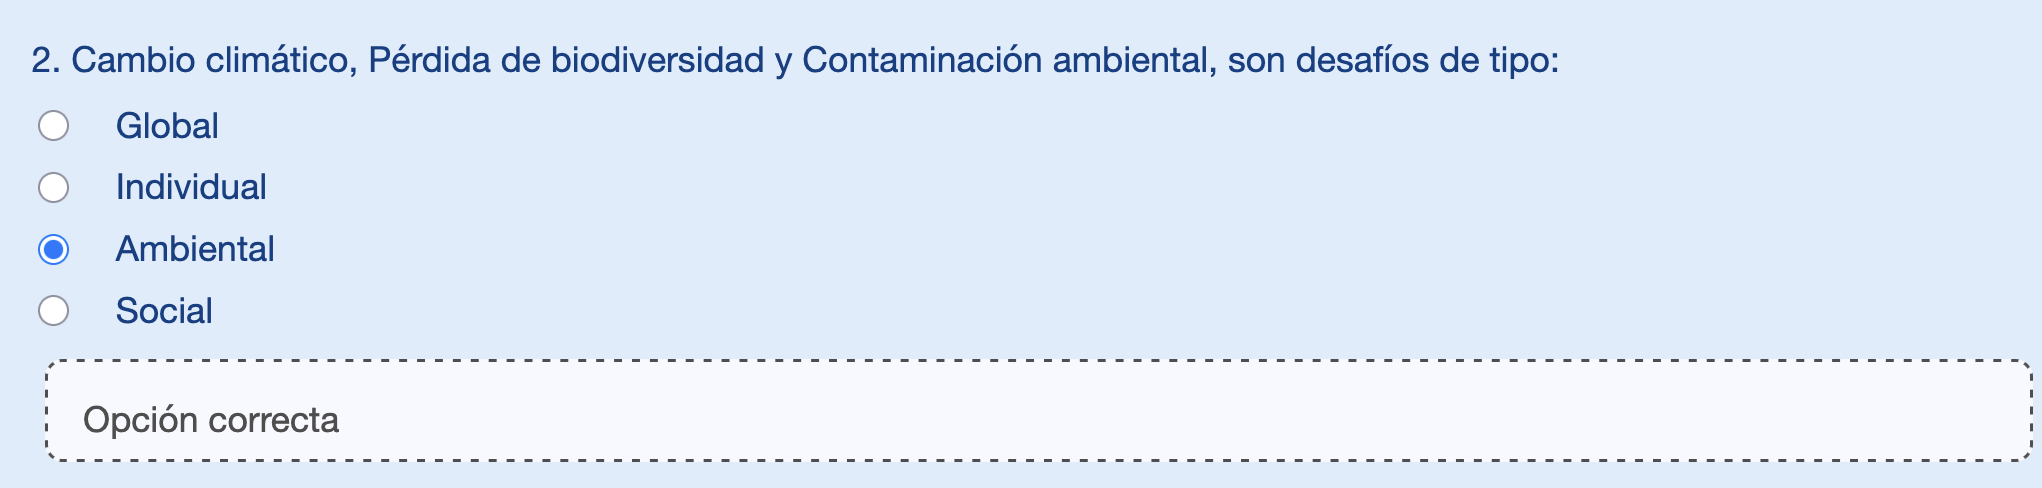 2. Cambio climático, Pérdida de biodiversidad y Contaminación ambiental, son desafíos de tipo:
Global
Individual
Ambiental
Social
Opción correcta